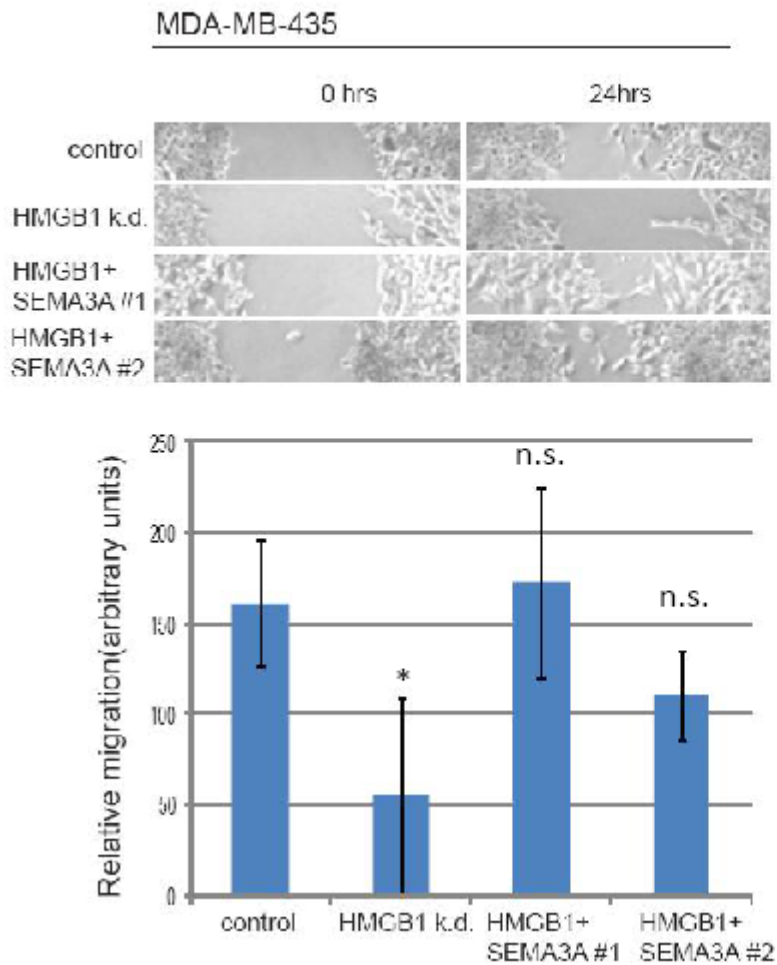 MDA-MB-435
0 hrs 24hrs
control
HMGB1 k.d.
HMGB1+
SEMA3A #1
HMGB1+
SEMA3A #2
Relative migration(arbitrary units)
250
200
150
100
50
0
n.s.
n.s.
*
control HMGB1 k.d. HMGB1+ HMGB1+
SEMA3A #1 SEMA3A #2